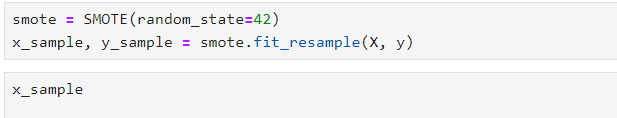 smote = SMOTE(random_state=42)
x_sample, y_sample = smote.fit_resample(X, y)
x_sample